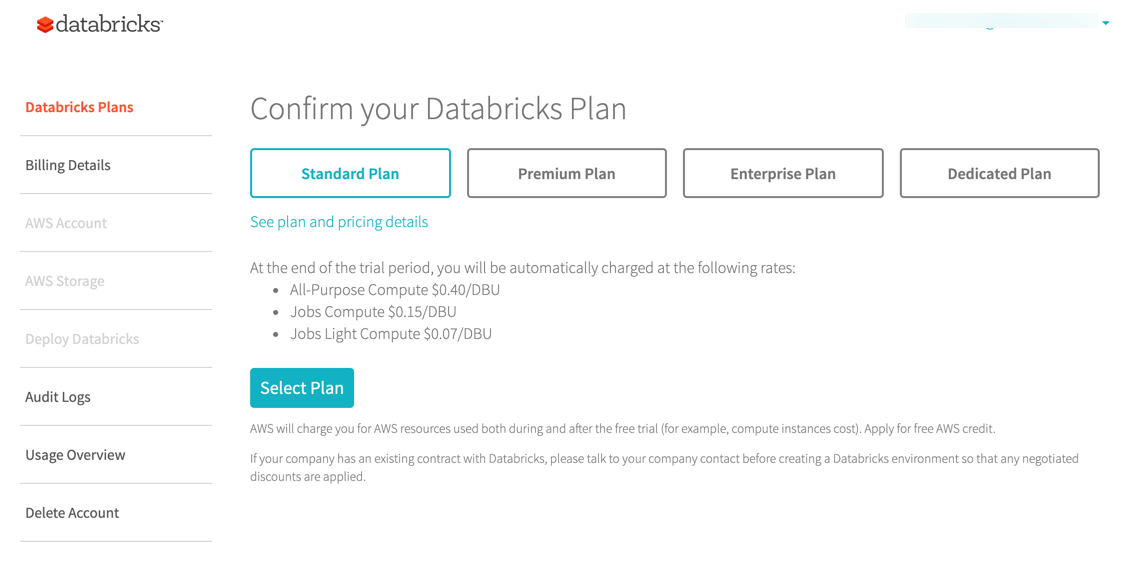 databricks
Databricks Plans
Billing Details
AWS Account
AWS Storage
Deploy Databricks
Audit Logs
Usage Overview
Delete Account
Confirm your Databricks Plan
Standard Plan
Premium Plan
Enterprise Plan
Dedicated Plan
See plan and pricing details
At the end of the trial period, you will be automatically charged at the following rates:
• All-Purpose Compute $0.40/DBU
• Jobs Compute $0.15/DBU
• Jobs Light Compute $0.07/DBU
Select Plan
AWS will charge you for AWS resources used both during and after the free trial (for example, compute instances cost). Apply for free AWS credit.
If your company has an existing contract with Databricks, please talk to your company contact before creating a Databricks environment so that any negotiated
discounts are applied.